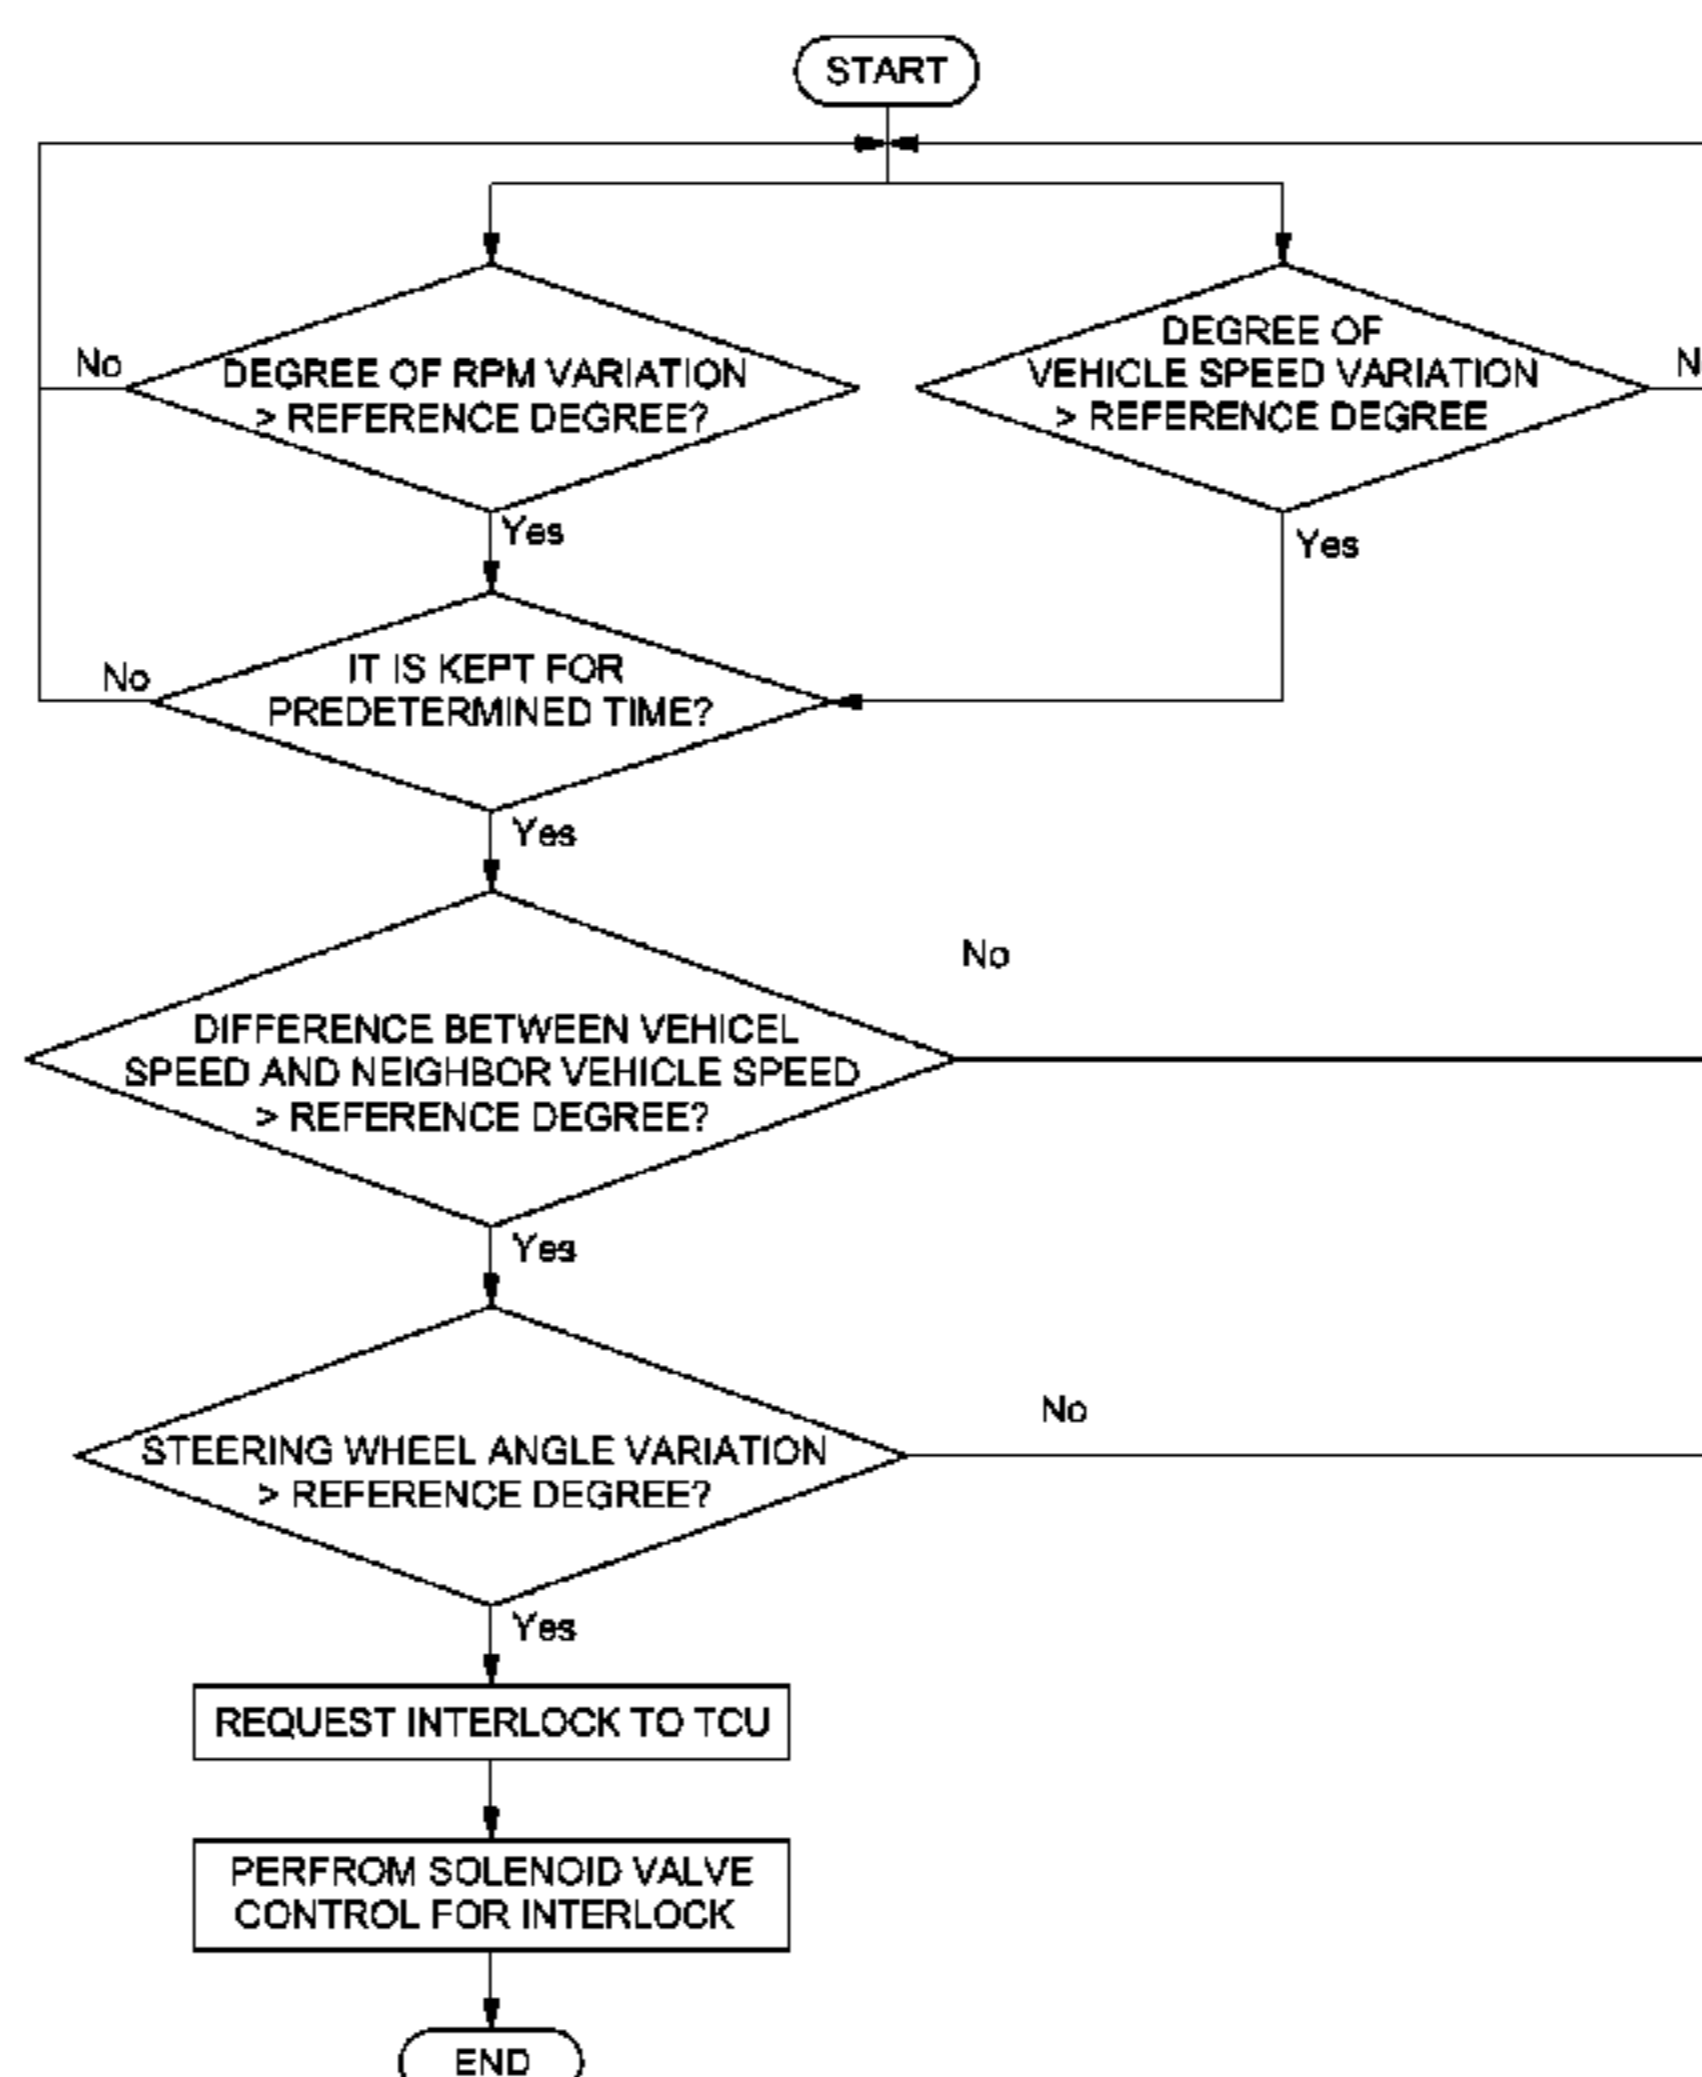 START
No
DEGREE OF RPM VARIATION
> REFERENCE DEGREE?
Yes
DEGREE OF
VEHICLE SPEED VARIATION
> REFERENCE DEGREE
N
Yes
No
IT IS KEPT FOR
PREDETERMINED TIME?
Yes
No
DIFFERENCE BETWEEN VEHICEL
SPEED AND NEIGHBOR VEHICLE SPEED
> REFERENCE DEGREE?
Yes
No
STEERING WHEEL ANGLE VARIATION
> REFERENCE DEGREE?
Yes
REQUEST INTERLOCK TO TCU
PERFROM SOLENOID VALVE
CONTROL FOR INTERLOCK
END